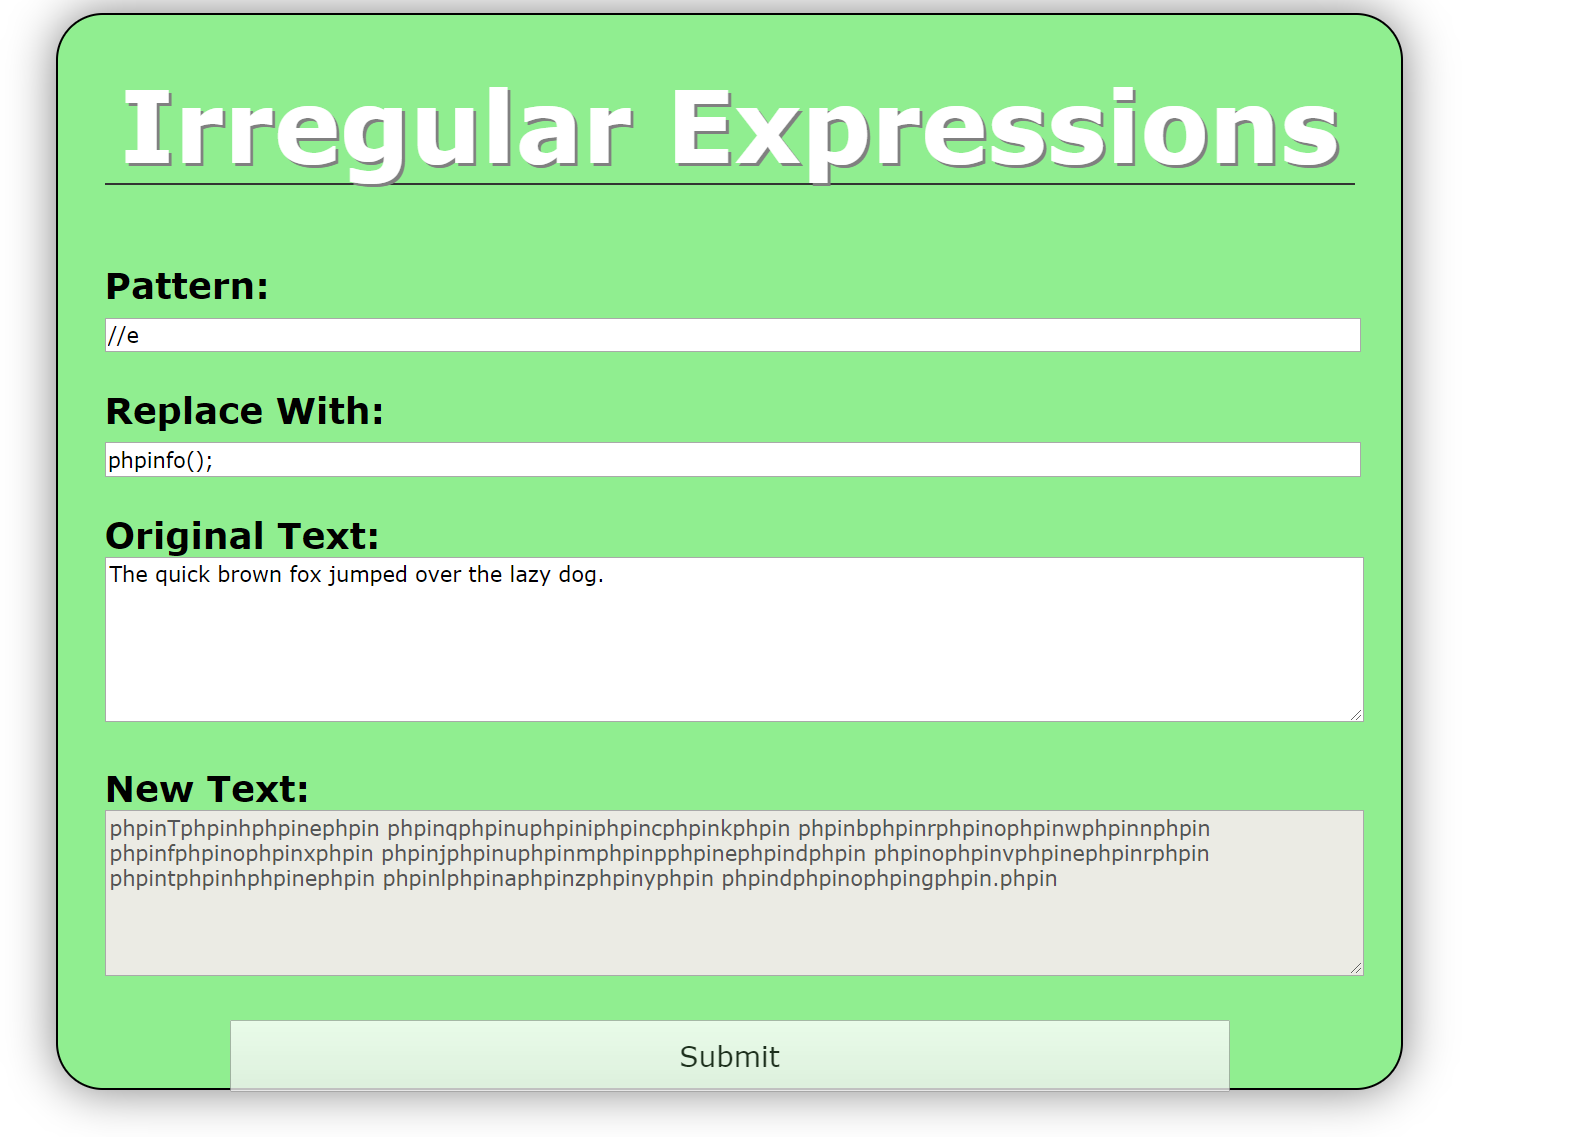 Irregular Expressions
Pattern:
//e
Replace With:
phpinfo();
Original Text:
The quick brown fox jumped over the lazy dog.
New Text:
phpinTphpinhphpinephpin phpinqphpinuphpiniphpincphpinkphpin phpinbphpinrphpinophpinwphpinnphpin
phpinfphpinophpinxphpin phpinjphpinuphpinmphpinpphpinephpindphpin phpinophpinvphpinephpinrphpin
phpintphpinhphpinephpin phpinlphpinaphpinzphpinyphpin phpindphpinophpingphpin.phpin
Submit